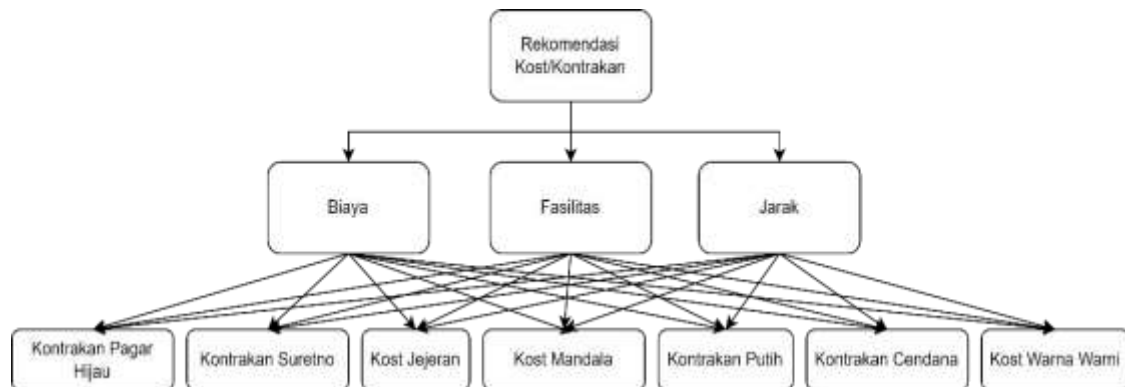 Rekomendasi
Kost/Kontrakan
Biaya
Fasilitas
Jarak
Kontrakan Pagar
Hijau
Kontrakan Suretno
Kost Jejeran
Kost Mandala
Kontrakan Putih
Kontrakan Cendana
Kost Warna Warni